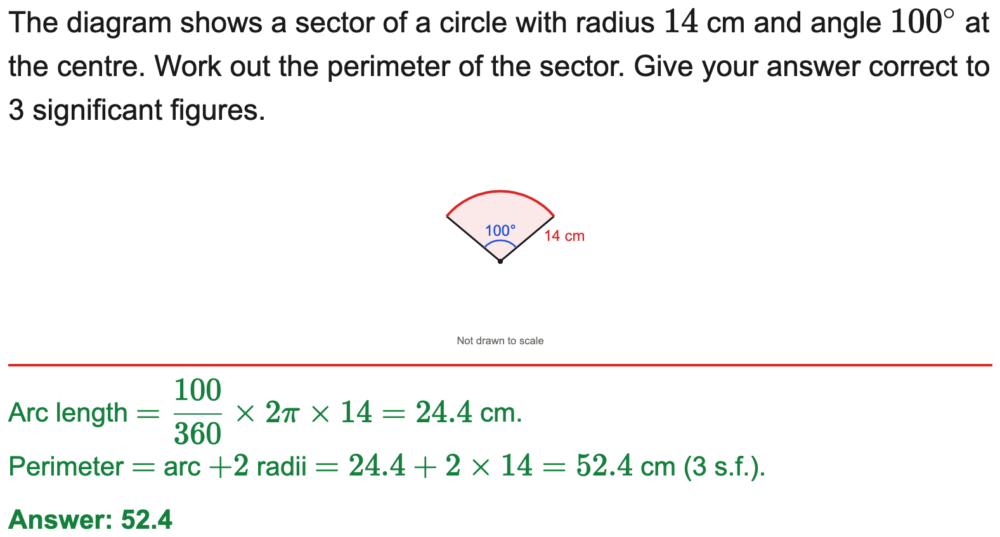 The diagram shows a sector of a circle with radius 14 cm and angle 100° at
the centre. Work out the perimeter of the sector. Give your answer correct to
3 significant figures.
100°
14 cm
Not drawn to scale
Arc length = 100/360 × 2π × 14 = 24.4 cm.
Perimeter = arc +2 radii = 24.4 + 2 × 14 = 52.4 cm (3 s.f.).
Answer: 52.4